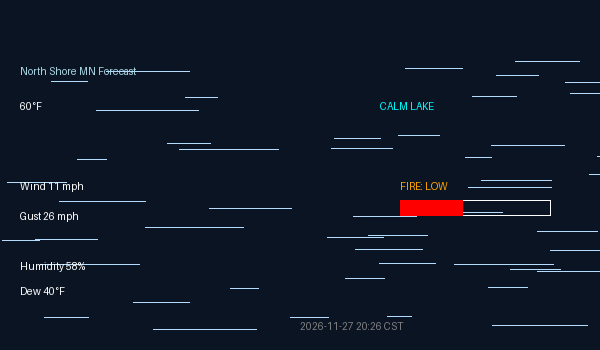 North Shore MN Forecast
60°F
CALM LAKE
Wind 11 mph
FIRE: LOW
Gust 26 mph
Humidity 58%
Dew 40°F
2026-11-27 20:26 CST